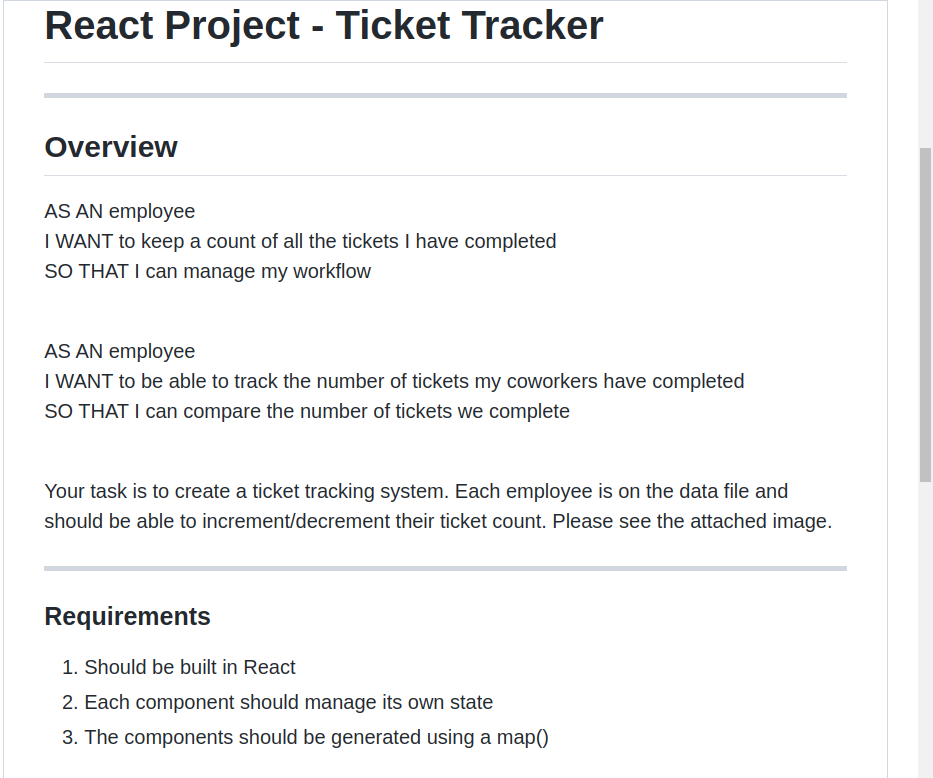 React Project - Ticket Tracker
Overview
AS AN employee
I WANT to keep a count of all the tickets I have completed
SO THAT I can manage my workflow
AS AN employee
I WANT to be able to track the number of tickets my coworkers have completed
SO THAT I can compare the number of tickets we complete
Your task is to create a ticket tracking system. Each employee is on the data file and
should be able to increment/decrement their ticket count. Please see the attached image.
Requirements
1. Should be built in React
2. Each component should manage its own state
3. The components should be generated using a map()